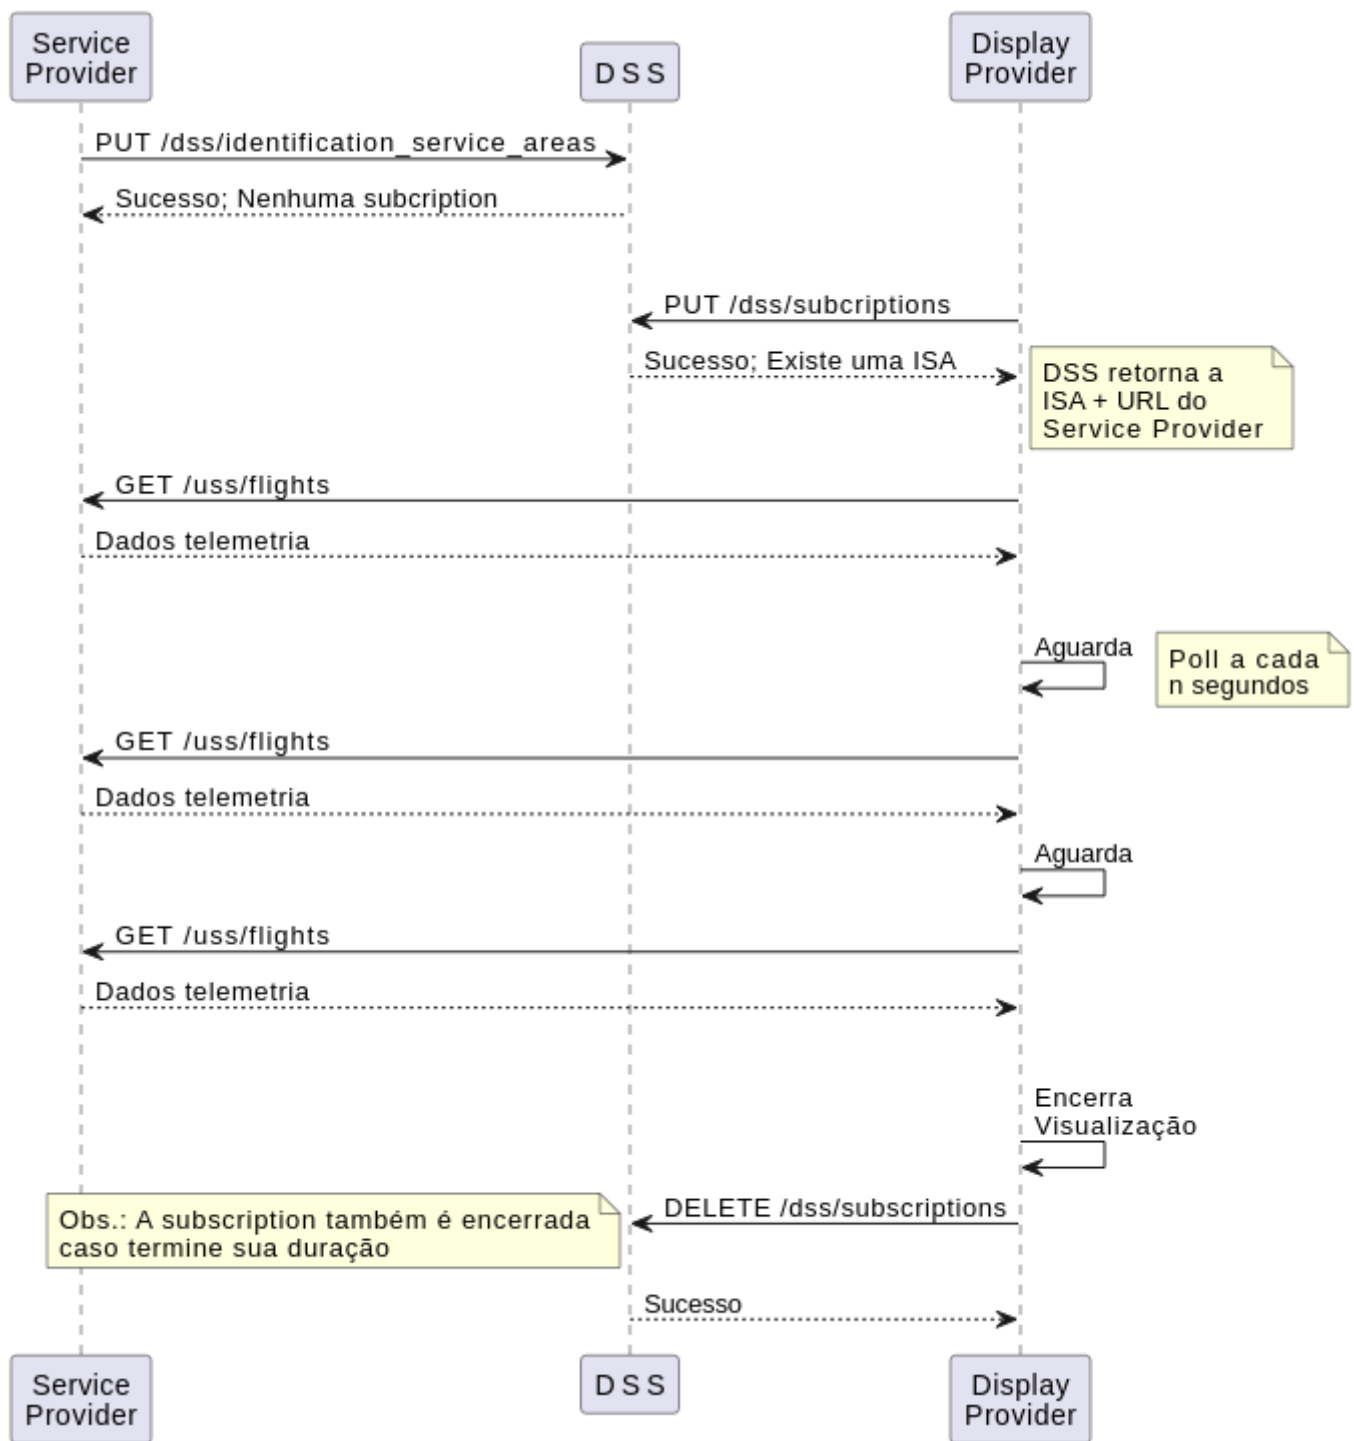 Service
Provider
DSS
Display
Provider
PUT /dss/identification_service_areas
Sucesso; Nenhuma subcription
PUT /dss/subcriptions
Sucesso; Existe uma ISA
DSS retorna a
ISA + URL do
Service Provider
GET /uss/flights
Dados telemetria
Aguarda
Poll a cada
n segundos
GET /uss/flights
Dados telemetria
Aguarda
GET /uss/flights
Dados telemetria
Encerra
Visualização
DELETE /dss/subscriptions
Obs.: A subscription também é encerrada
caso termine sua duração
Sucesso
Service
Provider
DSS
Display
Provider